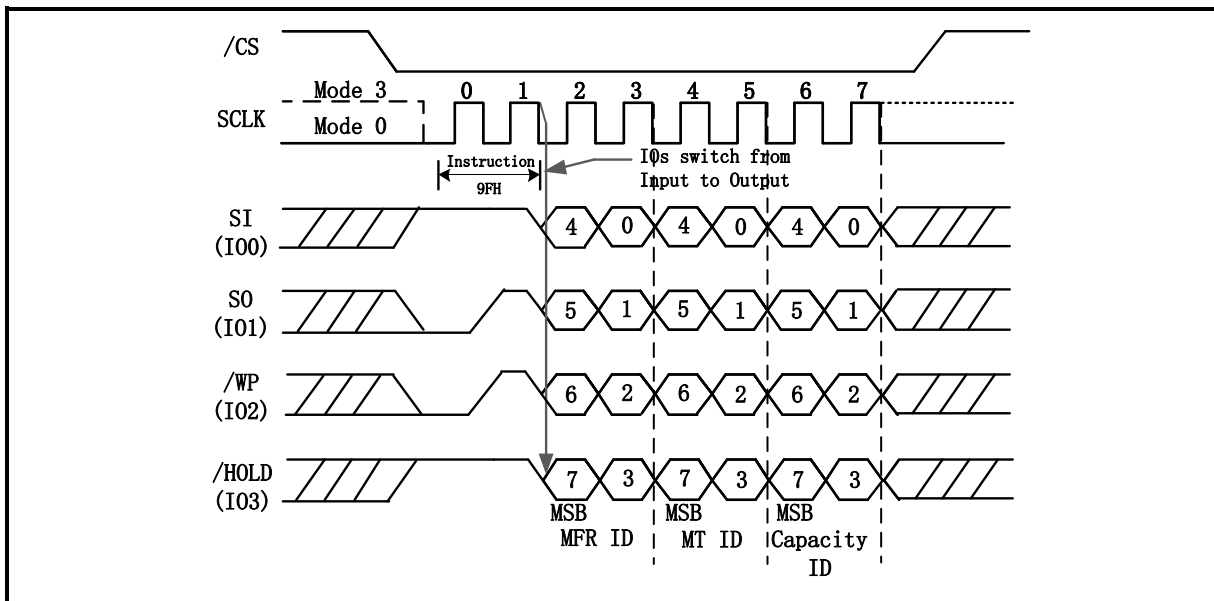 /CS
Mode 3
0 1 2 3 4 5 6 7
SCLK
Mode 0
Instruction
9FH
IOs switch from
Input to Output
SI
(IO0)
4 0 4 0 4 0
SO
(IO1)
5 1 5 1 5 1
/WP
(IO2)
6 2 6 2 6 2
/HOLD
(IO3)
7 3 7 3 7 3
MSB MSB MSB
MFR ID MT ID Capacity
ID